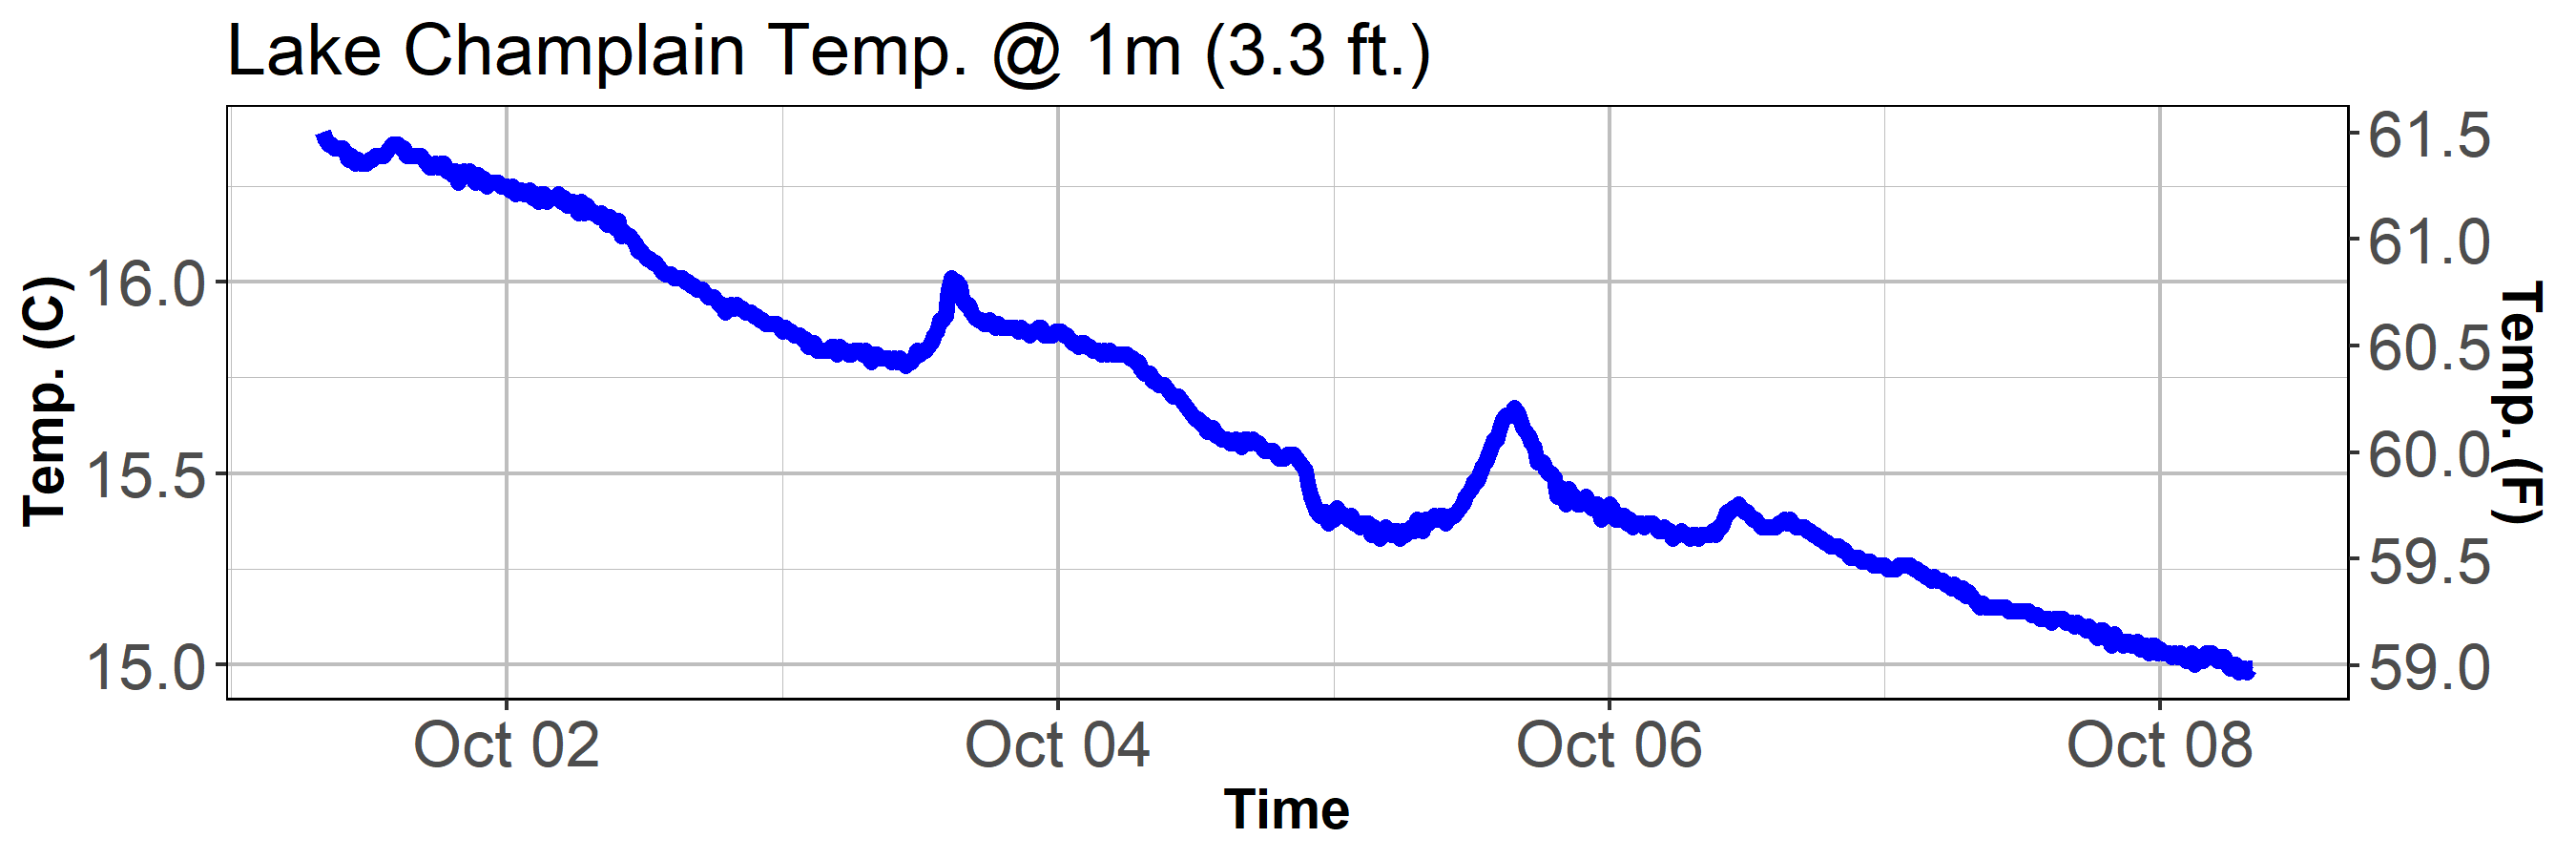 Lake Champlain Temp. @ 1m (3.3 ft.)
Temp. (C)
16.0
15.5
15.0
61.5
61.0
60.5
60.0
59.5
59.0
Temp. (F)
Oct 02
Oct 04
Oct 06
Oct 08
Time